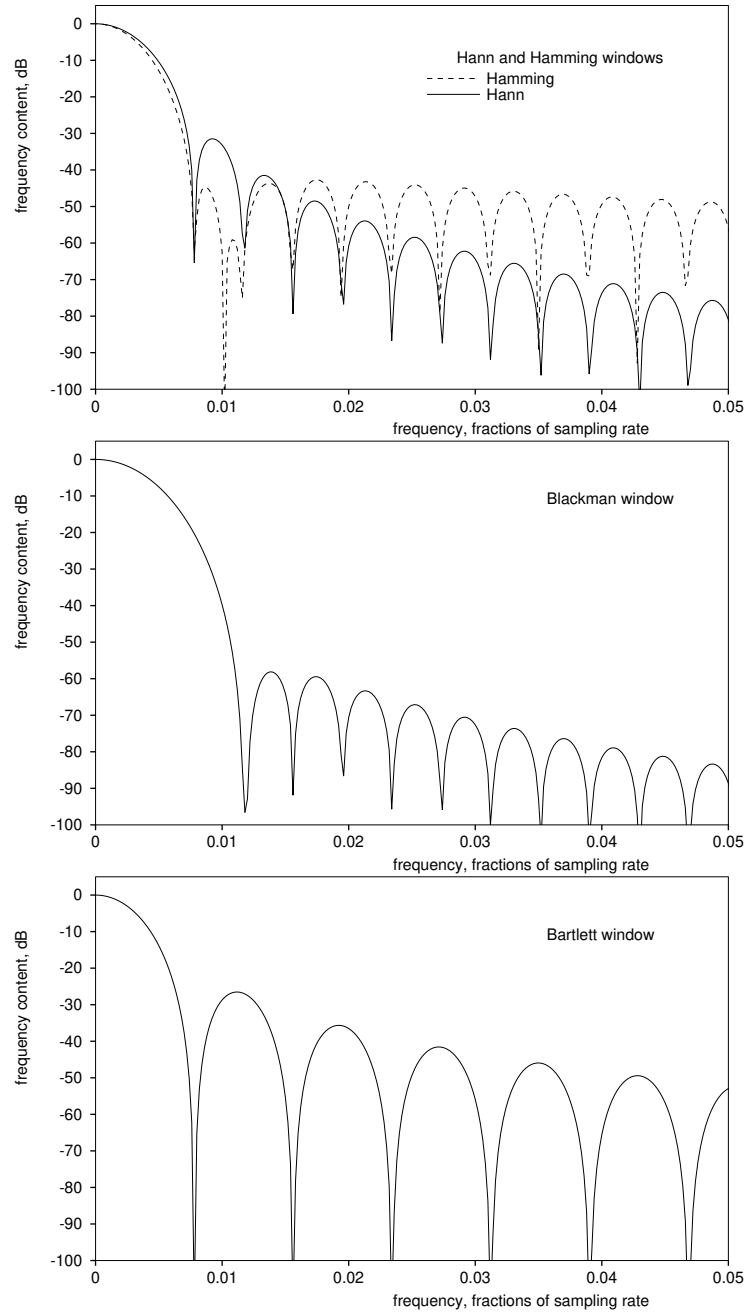 0
-10
-20
-30
-40
-50
-60
-70
-80
-90
-100
frequency content, dB
Hann and Hamming windows
Hamming
Hann
0 0.01 0.02 0.03 0.04 0.05
frequency, fractions of sampling rate
0
-10
-20
-30
-40
-50
-60
-70
-80
-90
-100
frequency content, dB
Blackman window
0 0.01 0.02 0.03 0.04 0.05
frequency, fractions of sampling rate
0
-10
-20
-30
-40
-50
-60
-70
-80
-90
-100
frequency content, dB
Bartlett window
0 0.01 0.02 0.03 0.04 0.05
frequency, fractions of sampling rate